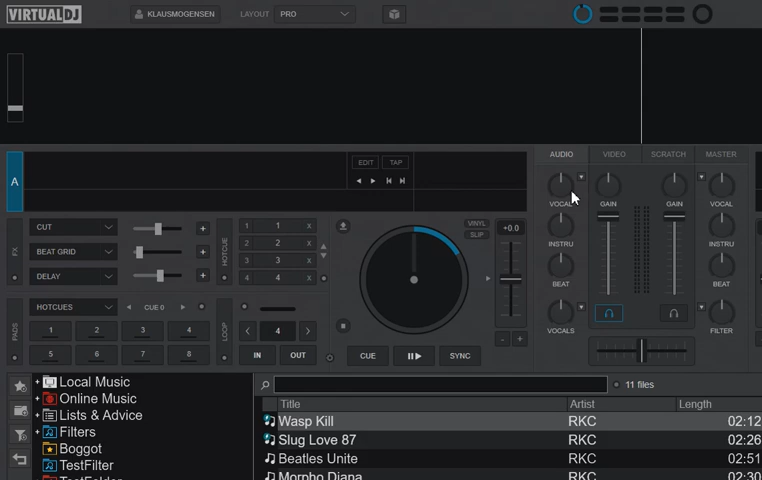 VIRTUALDJ KLAUSMOGENSEN LAYOUT PRO
AUDIO VIDEO SCRATCH MASTER
A EDIT TAP
VOCAL GAIN GAIN VOCAL
CUT + 1 1 X +0.0 VINYL
SLIP
FX BEAT GRID + HOTCUE 2 2 X INSTRU INSTRU
3 3 X
DELAY + 4 4 X BEAT BEAT
HOTCUES CUE 0
PADS 1 2 3 4 LOOP 4 VOCALS FILTER
- +
5 6 7 8 IN OUT CUE SYNC
Local Music 11 files
Online Music Title Artist Length
Lists & Advice Wasp Kill RKC 02:12
Filters Slug Love 87 RKC 02:26
Boggot Beatles Unite RKC 02:51
TestFilter Morpho Diana RKC 02:30
TestFolder